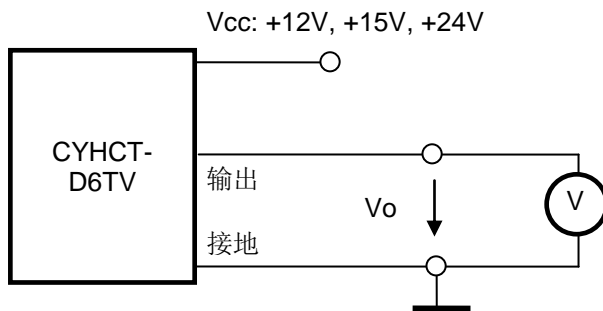 Vcc: +12V, +15V, +24V
CYHCT-
D6TV
输出
Vo
V
接地